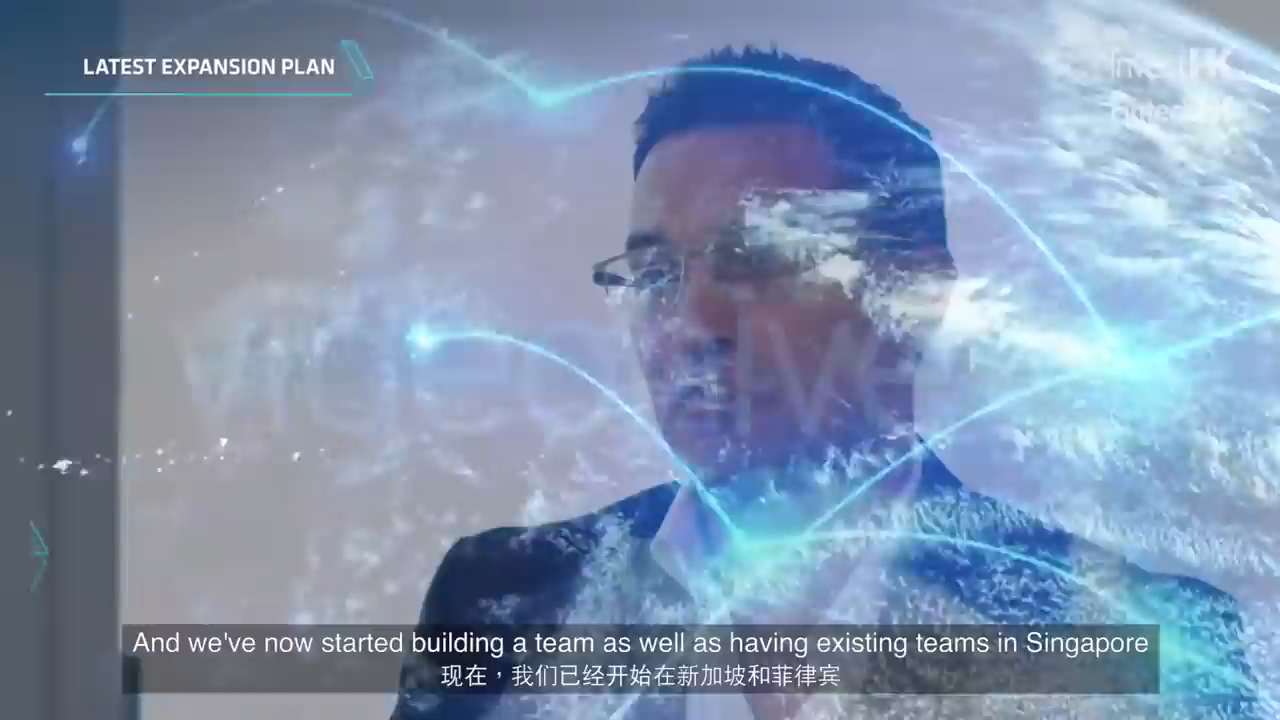 LATEST EXPANSION PLAN
InvestHK
And we've now started building a team as well as having existing teams in Singapore
现在，我们已经开始在新加坡和菲律宾